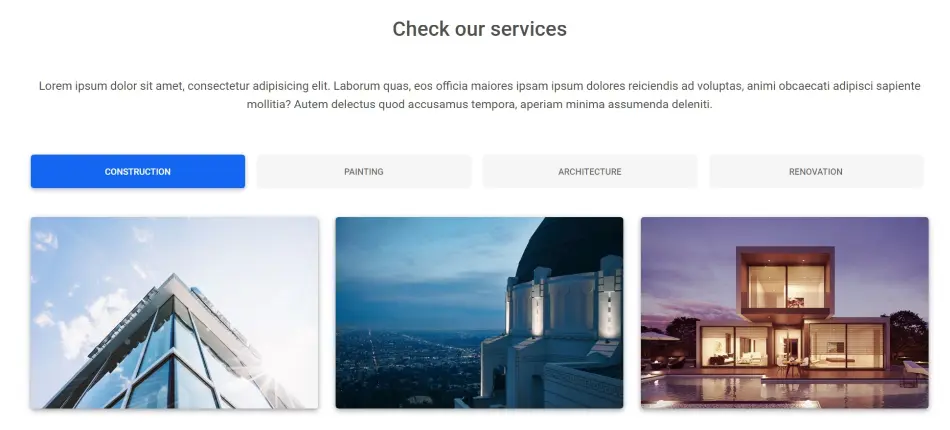 Check our services
Lorem ipsum dolor sit amet, consectetur adipisicing elit. Laborum quas, eos officia maiores ipsam ipsum dolores reiciendis ad voluptas, animi obcaecati adipisci sapiente
mollitia? Autem delectus quod accusamus tempora, aperiam minima assumenda deleniti.
CONSTRUCTION
PAINTING
ARCHITECTURE
RENOVATION